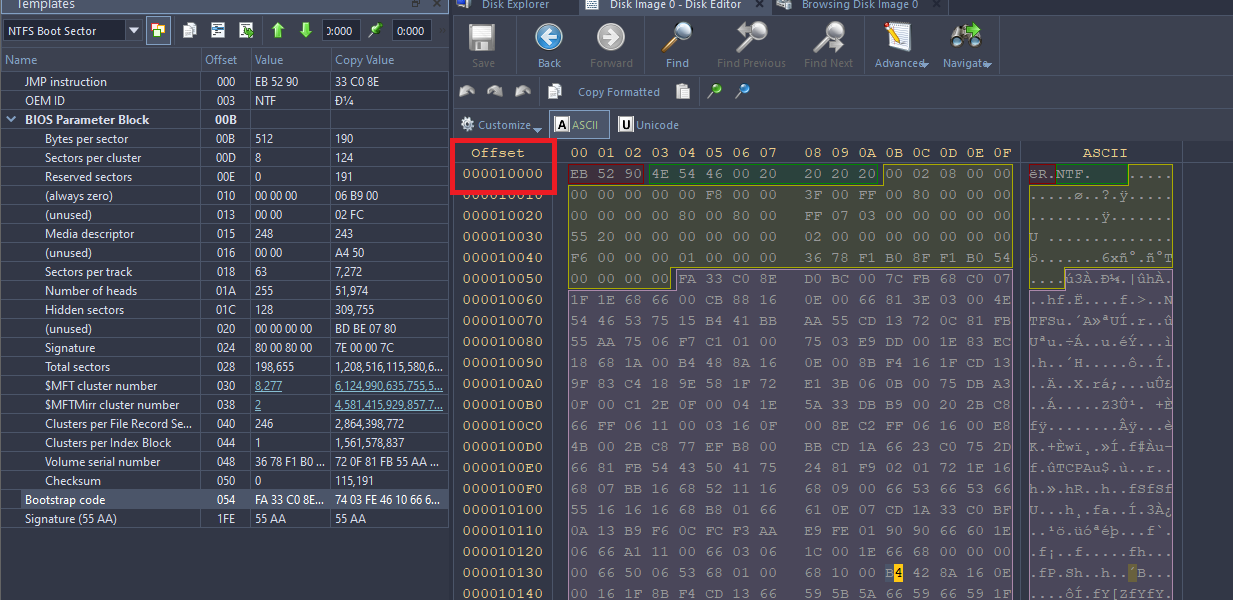 Templates
Disk Explorer
Disk Image 0 - Disk Editor
Browsing Disk Image 0
NTFS Boot Sector
0:000
0:000
Save Back Forward Find Find Previous Find Next Advanced Navigate
Copy Formatted
Customize A ASCII U Unicode
Name Offset Value Copy Value
JMP instruction 000 EB 52 90 33 C0 8E
OEM ID 003 NTF Ð¼
BIOS Parameter Block 00B
Bytes per sector 00B 512 190
Sectors per cluster 00D 8 124
Reserved sectors 00E 0 191
(always zero) 010 00 00 00 06 B9 00
(unused) 013 00 00 02 FC
Media descriptor 015 248 243
(unused) 016 00 00 A4 50
Sectors per track 018 63 7,272
Number of heads 01A 255 51,974
Hidden sectors 01C 128 309,755
(unused) 020 00 00 00 00 BD BE 07 80
Signature 024 80 00 80 00 7E 00 00 7C
Total sectors 028 198,655 1,208,516,115,580,6...
$MFT cluster number 030 8,277 6,124,990,635,755,5...
$MFTMirr cluster number 038 2 4,581,415,929,857,7...
Clusters per File Record Se... 040 246 2,864,398,772
Clusters per Index Block 044 1 1,561,578,837
Volume serial number 048 36 78 F1 B0 ... 72 0F 81 FB 55 AA ...
Checksum 050 0 115,191
Bootstrap code 054 FA 33 C0 8E... 74 03 FE 46 10 66 6...
Signature (55 AA) 1FE 55 AA 55 AA
Offset 00 01 02 03 04 05 06 07 08 09 0A 0B 0C 0D 0E 0F ASCII
000010000 EB 52 90 4E 54 46 00 20 20 20 20 00 02 08 00 00 ëR.NTF. .....
000010010 00 00 00 00 00 F8 00 00 3F 00 FF 00 80 00 00 00 .....ø..?.ÿ.....
000010020 00 00 00 00 80 00 80 00 FF 07 03 00 00 00 00 00 ........ÿ.......
000010030 55 20 00 00 00 00 00 00 02 00 00 00 00 00 00 00 U ..............
000010040 F6 00 00 00 01 00 00 00 36 78 F1 B0 8F F1 B0 54 ö.......6xñ°.ñ°T
000010050 00 00 00 00 FA 33 C0 8E D0 BC 00 7C FB 68 C0 07 ....ú3À.Ð¼.|ûhÀ.
000010060 1F 1E 68 66 00 CB 88 16 0E 00 66 81 3E 03 00 4E ..hf.Ë....f.>..N
000010070 54 46 53 75 15 B4 41 BB AA 55 CD 13 72 0C 81 FB TFSu.´A»ªUÍ.r..û
000010080 55 AA 75 06 F7 C1 01 00 75 03 E9 DD 00 1E 83 EC Uªu.÷Á..u.éÝ...ì
000010090 18 68 1A 00 B4 48 8A 16 0E 00 8B F4 16 1F CD 13 .h..´H.....ô..Í.
0000100A0 9F 83 C4 18 9E 58 1F 72 E1 3B 06 0B 00 75 DB A3 ..Ä..X.rá;...uÛ£
0000100B0 0F 00 C1 2E 0F 00 04 1E 5A 33 DB B9 00 20 2B C8 ..Á.....Z3Û¹. +È
0000100C0 66 FF 06 11 00 03 16 0F 00 8E C2 FF 06 16 00 E8 fÿ........Âÿ...è
0000100D0 4B 00 2B C8 77 EF B8 00 BB CD 1A 66 23 C0 75 2D K.+Èwï¸.»Í.f#Àu-
0000100E0 66 81 FB 54 43 50 41 75 24 81 F9 02 01 72 1E 16 f.ûTCPAu$.ù..r..
0000100F0 68 07 BB 16 68 52 11 16 68 09 00 66 53 66 53 66 h.».hR..h..fSfSf
000010100 55 16 16 16 68 B8 01 66 61 0E 07 CD 1A 33 C0 BF U...h¸.fa..Í.3À¿
000010110 0A 13 B9 F6 0C FC F3 AA E9 FE 01 90 90 66 60 1E ..¹ö.üóªéþ...f`.
000010120 06 66 A1 11 00 66 03 06 1C 00 1E 66 68 00 00 00 .f¡..f.....fh...
000010130 00 66 50 06 53 68 01 00 68 10 00 B4 42 8A 16 0E .fP.Sh..h..´B...
000010140 00 16 1F 8B F4 CD 13 66 59 5B 5A 66 59 66 59 1F ....ôÍ.fY[ZfYfY.